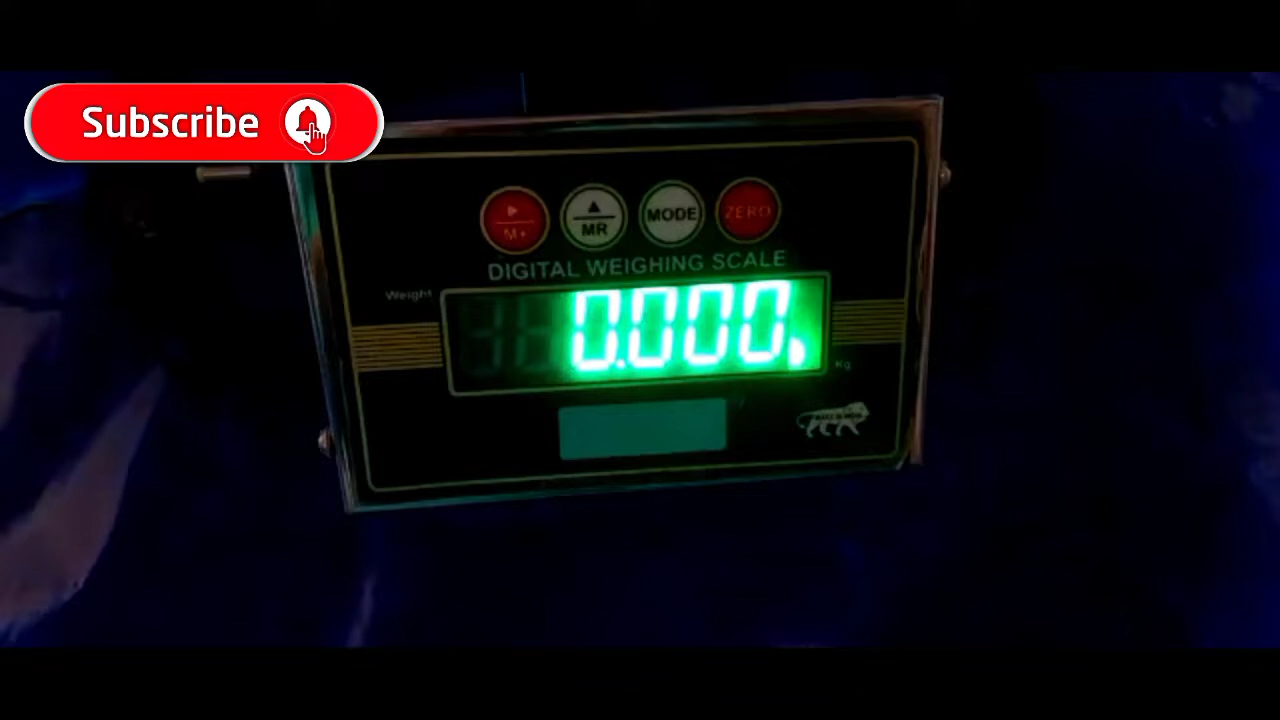 Subscribe
M+
MR
MODE
ZERO
DIGITAL WEIGHING SCALE
Weight
0.000
Kg